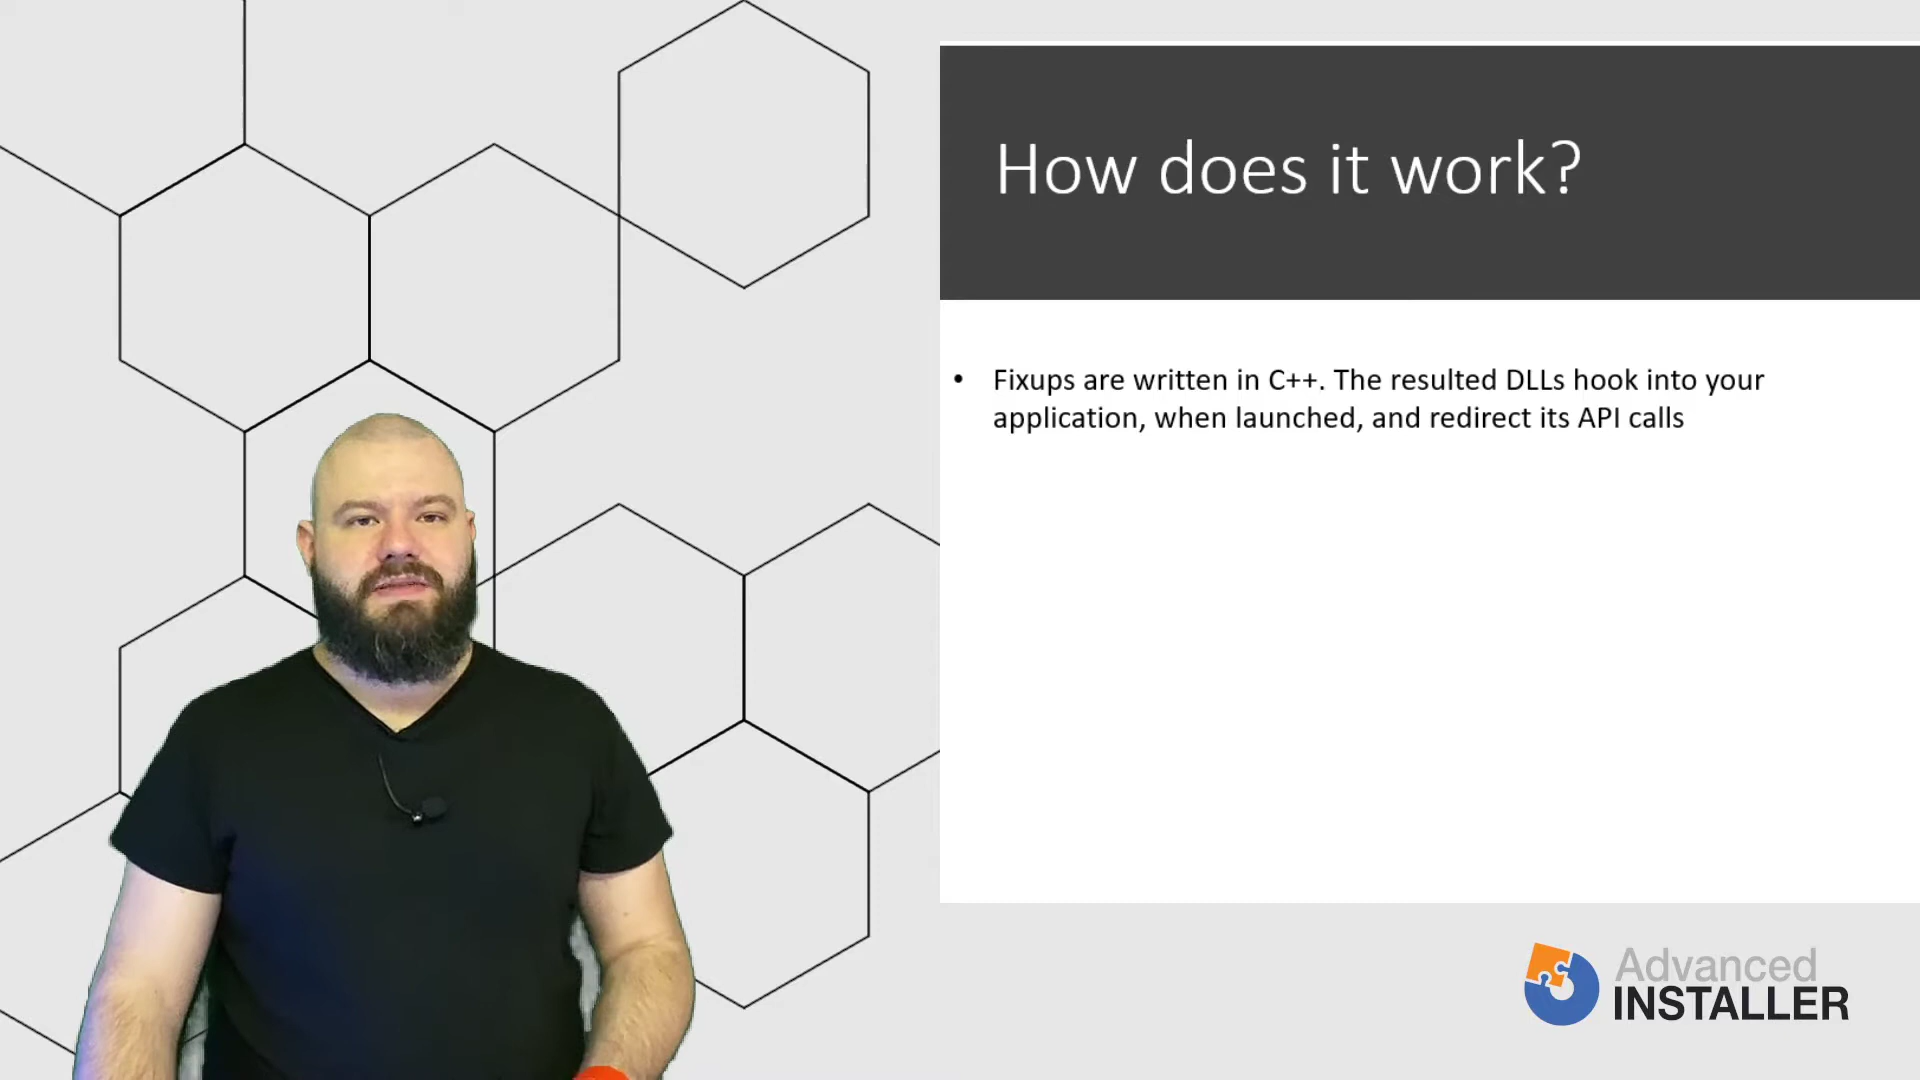 How does it work?
• Fixups are written in C++. The resulted DLLs hook into your
application, when launched, and redirect its API calls
Advanced
INSTALLER